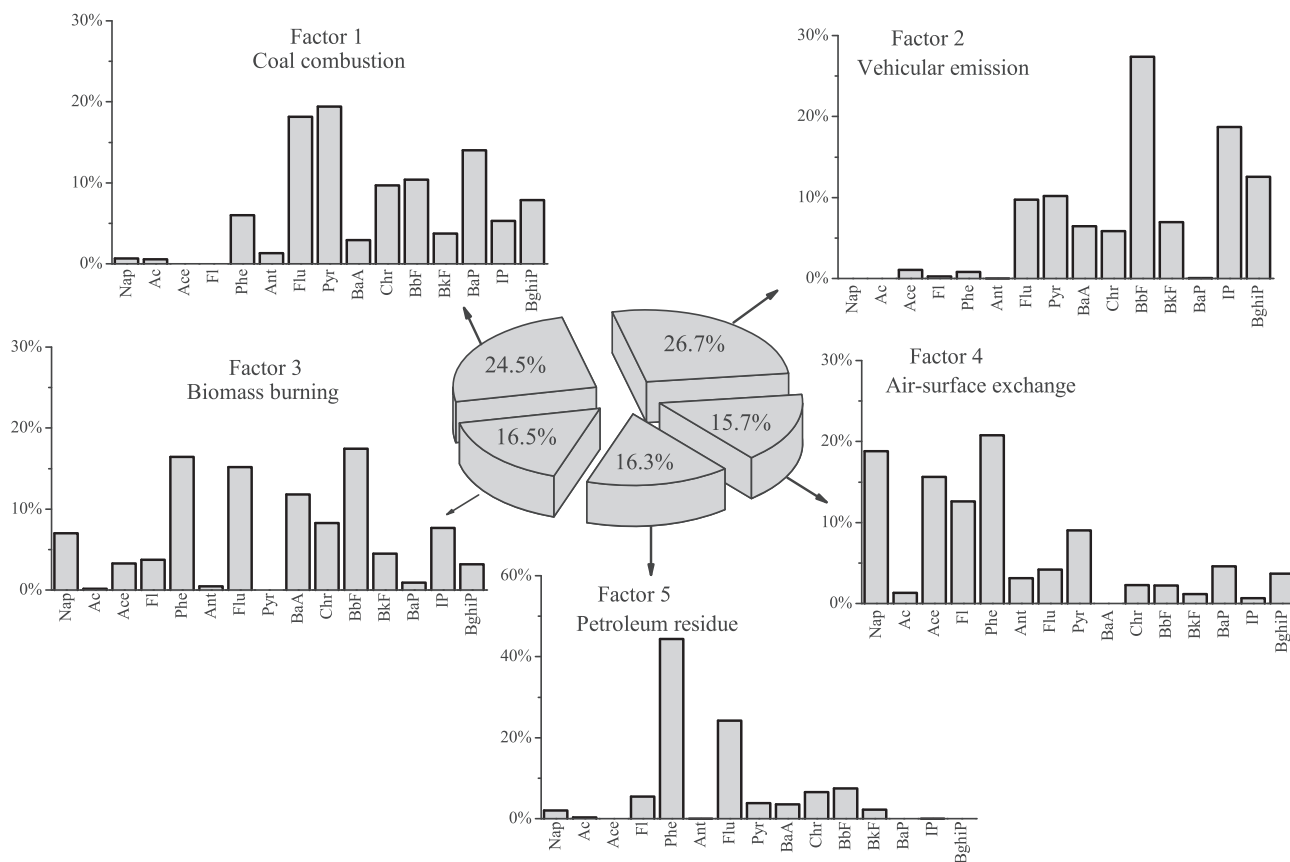 30%
20%
10%
0%
Factor 1
Coal combustion
Nap
Ac
Ace
Fl
Phe
Ant
Flu
Pyr
BaA
Chr
BbF
BkF
BaP
IP
BghiP
30%
20%
10%
0%
Factor 2
Vehicular emission
Nap
Ac
Ace
Fl
Phe
Ant
Flu
Pyr
BaA
Chr
BbF
BkF
BaP
IP
BghiP
24.5%
26.7%
16.5%
16.3%
15.7%
30%
20%
10%
0%
Factor 3
Biomass burning
Nap
Ac
Ace
Fl
Phe
Ant
Flu
Pyr
BaA
Chr
BbF
BkF
BaP
IP
BghiP
30%
20%
10%
0%
Factor 4
Air-surface exchange
Nap
Ac
Ace
Fl
Phe
Ant
Flu
Pyr
BaA
Chr
BbF
BkF
BaP
IP
BghiP
60%
40%
20%
0%
Factor 5
Petroleum residue
Nap
Ac
Ace
Fl
Phe
Ant
Flu
Pyr
BaA
Chr
BbF
BkF
BaP
IP
BghiP